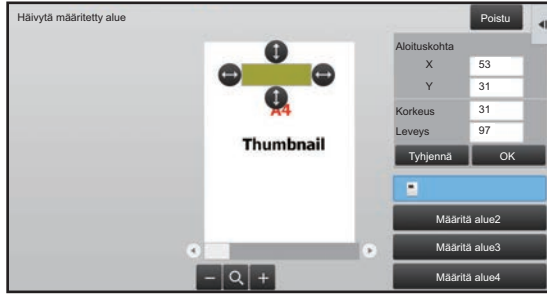 Häivytä määritetty alue
Poistu
Aloituskohta
X 53
Y 31
Korkeus 31
Leveys 97
Tyhjennä OK
A4
Thumbnail
Määritä alue2
Määritä alue3
Määritä alue4